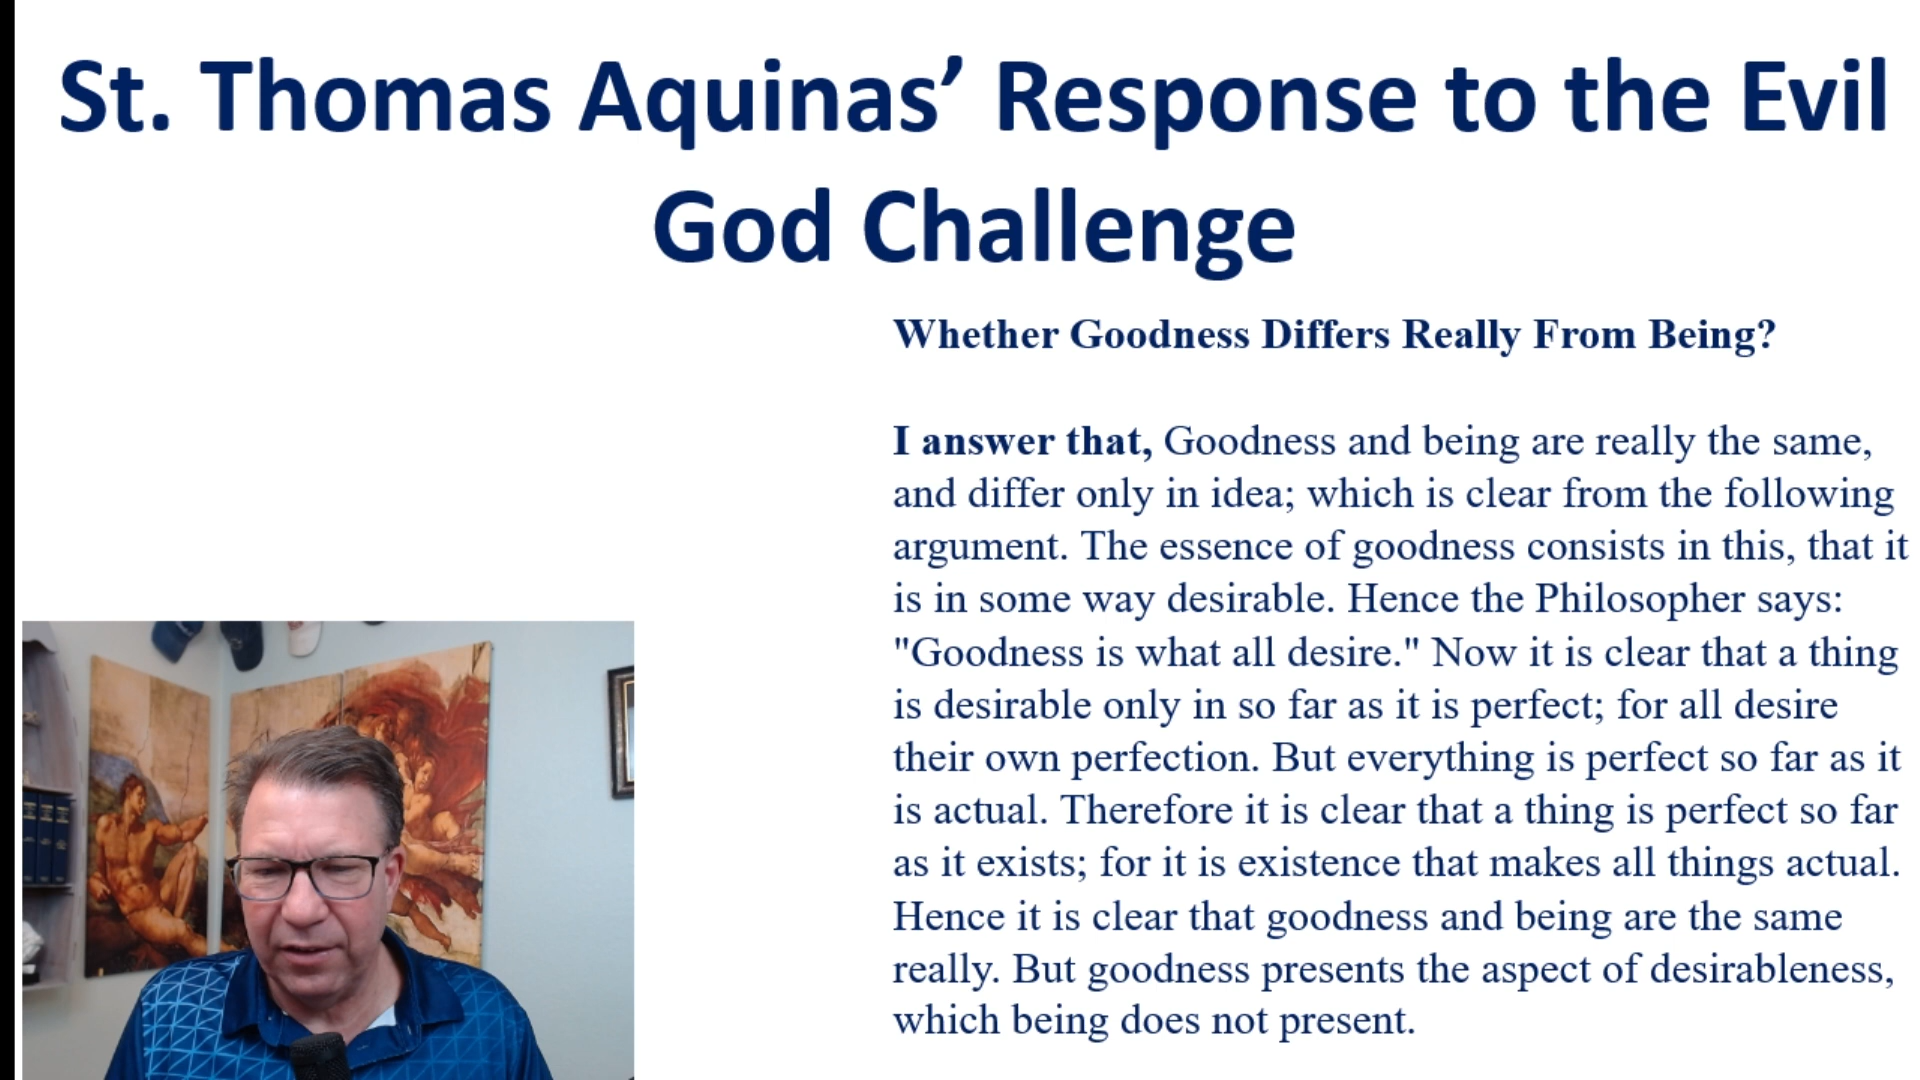 St. Thomas Aquinas’ Response to the Evil
God Challenge
Whether Goodness Differs Really From Being?
I answer that, Goodness and being are really the same,
and differ only in idea; which is clear from the following
argument. The essence of goodness consists in this, that it
is in some way desirable. Hence the Philosopher says:
"Goodness is what all desire." Now it is clear that a thing
is desirable only in so far as it is perfect; for all desire
their own perfection. But everything is perfect so far as it
is actual. Therefore it is clear that a thing is perfect so far
as it exists; for it is existence that makes all things actual.
Hence it is clear that goodness and being are the same
really. But goodness presents the aspect of desirableness,
which being does not present.